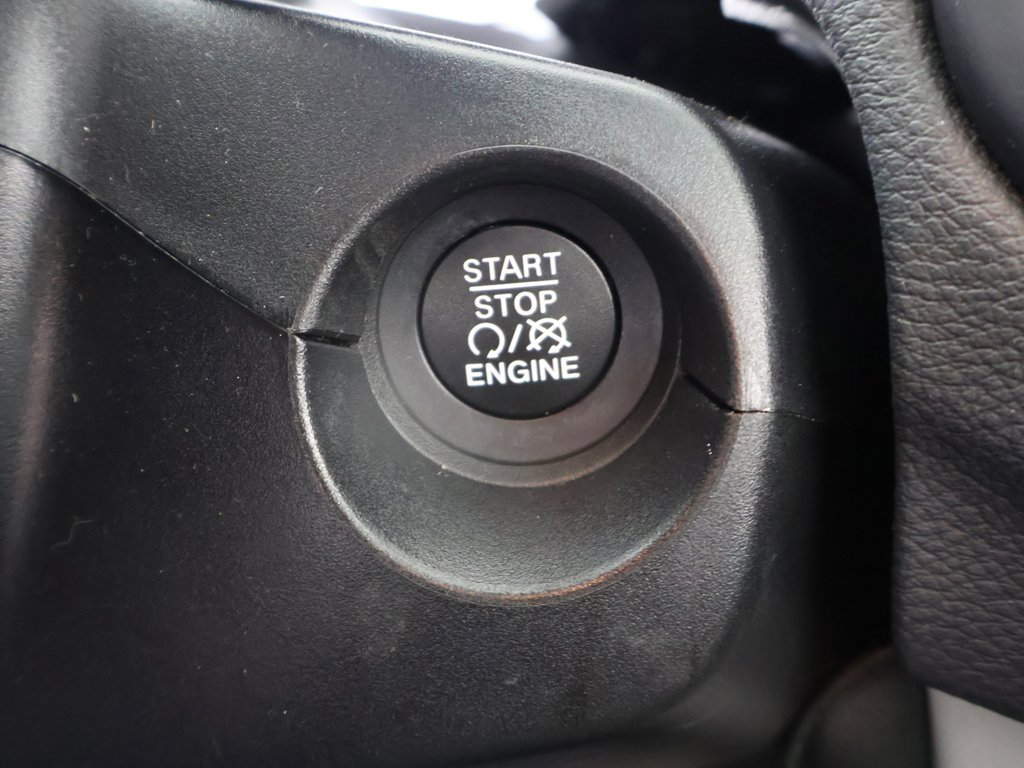 START
STOP
/
ENGINE